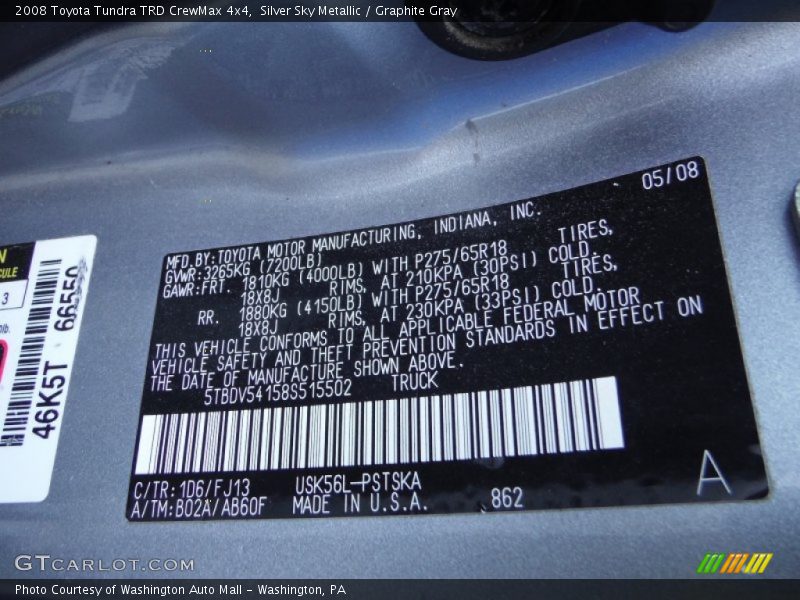 2008 Toyota Tundra TRD CrewMax 4x4, Silver Sky Metallic / Graphite Gray
05/08
MFD.BY:TOYOTA MOTOR MANUFACTURING, INDIANA, INC.
GVWR:3265KG (7200LB)
GAWR:FRT. 1810KG (4000LB) WITH P275/65R18 TIRES,
18X8J RIMS, AT 210KPA (30PSI) COLD.
RR. 1880KG (4150LB) WITH P275/65R18 TIRES,
18X8J RIMS, AT 230KPA (33PSI) COLD.
THIS VEHICLE CONFORMS TO ALL APPLICABLE FEDERAL MOTOR
VEHICLE SAFETY AND THEFT PREVENTION STANDARDS IN EFFECT ON
THE DATE OF MANUFACTURE SHOWN ABOVE.
5TBDV54158S515502 TRUCK
C/TR:1D6/FJ13 USK56L-PSTSKA
A/TM:B02A/AB60F MADE IN U.S.A. 862
A
3
46K5T 66550
GTCARLOT.COM
Photo Courtesy of Washington Auto Mall - Washington, PA